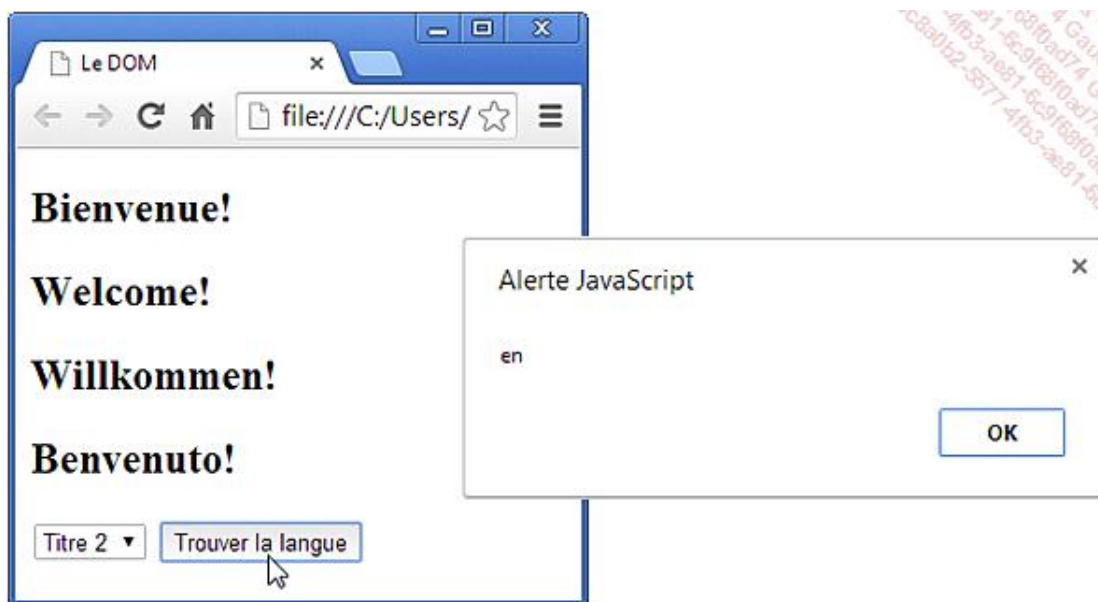 Le DOM
file:///C:/Users/
Bienvenue!
Welcome!
Willkommen!
Benvenuto!
Titre 2
Trouver la langue
Alerte JavaScript
en
OK